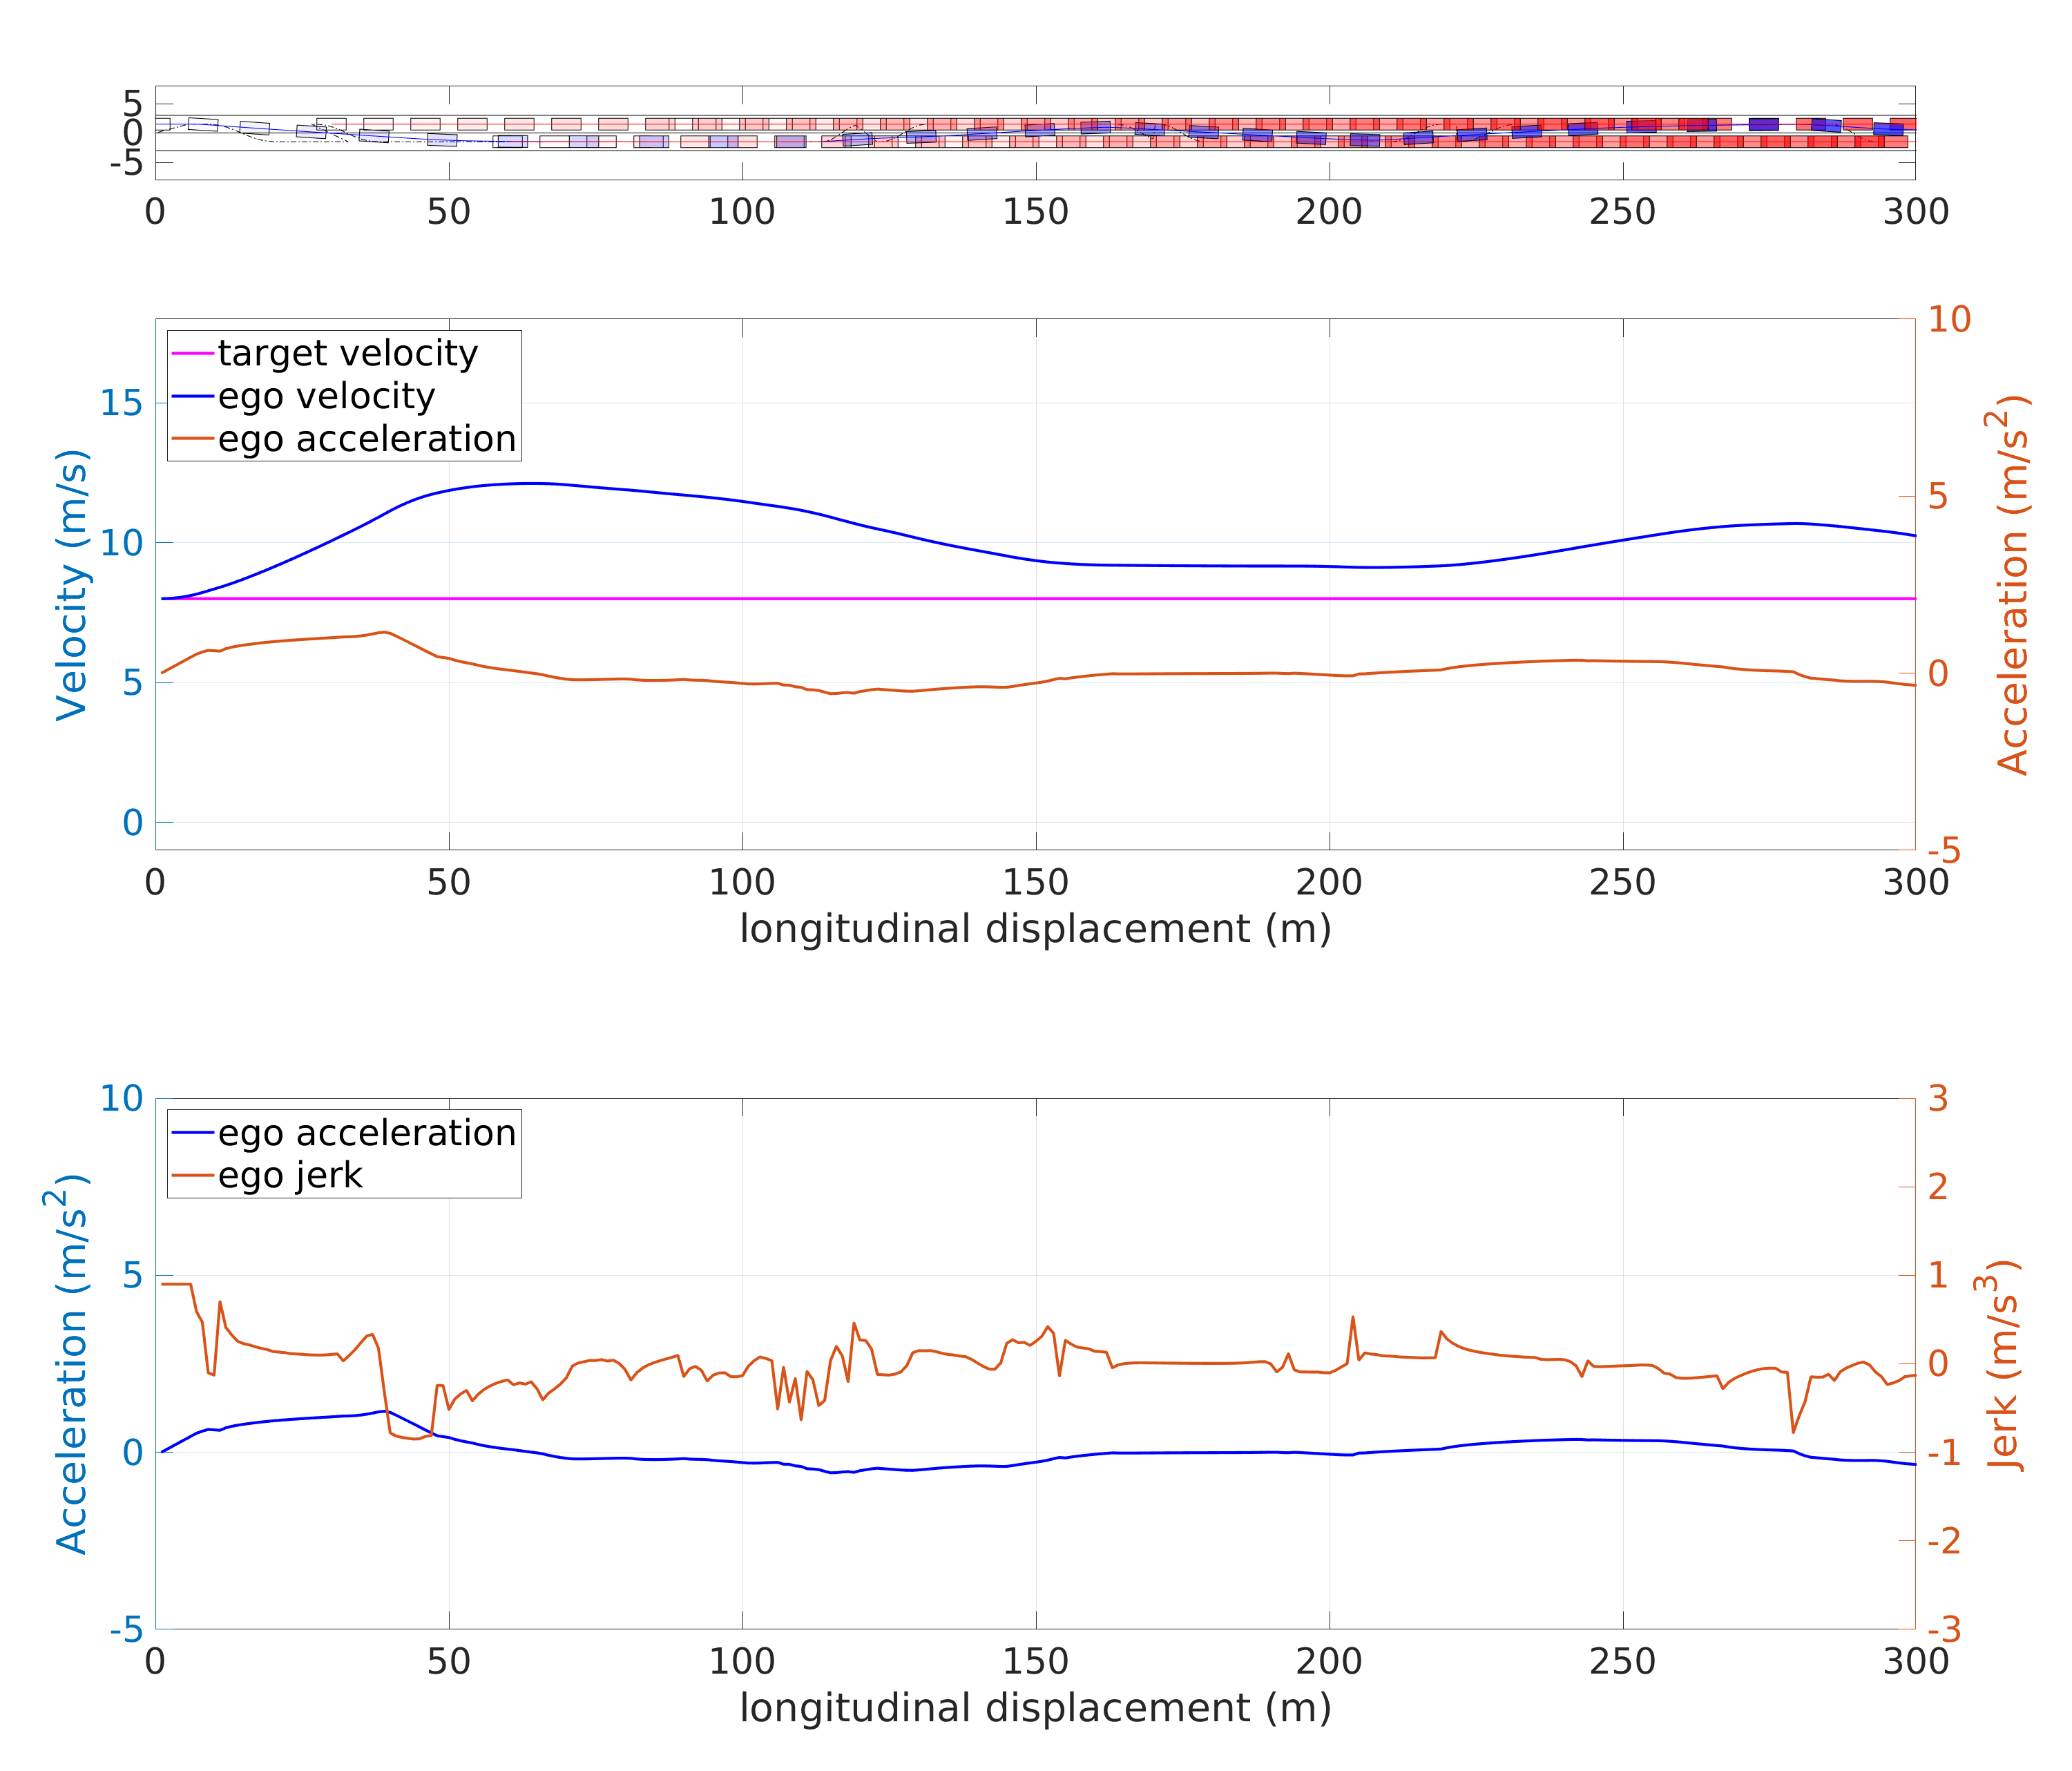 5
0
-5
0 50 100 150 200 250 300
10
target velocity
ego velocity
ego acceleration
15
10
5
0
5
0
-5
Velocity (m/s)
Acceleration (m/s²)
0 50 100 150 200 250 300
longitudinal displacement (m)
10
5
0
-5
ego acceleration
ego jerk
3
2
1
0
-1
-2
-3
Acceleration (m/s²)
Jerk (m/s³)
0 50 100 150 200 250 300
longitudinal displacement (m)